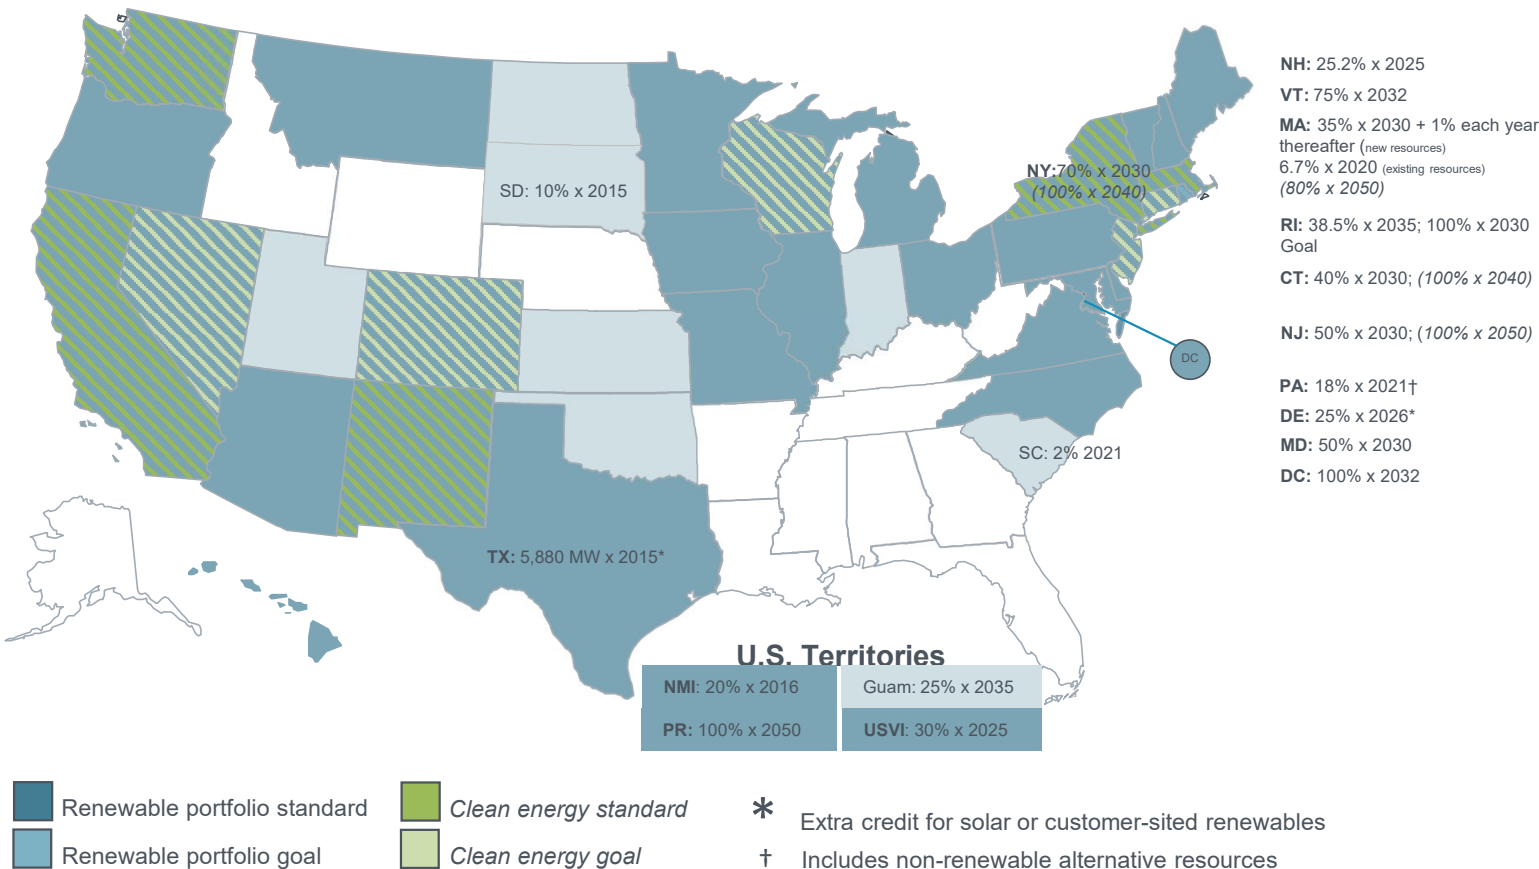 NH: 25.2% x 2025
VT: 75% x 2032
MA: 35% x 2030 + 1% each year
thereafter (new resources)
6.7% x 2020 (existing resources)
(80% x 2050)
RI: 38.5% x 2035; 100% x 2030
Goal
CT: 40% x 2030; (100% x 2040)
NJ: 50% x 2030; (100% x 2050)
PA: 18% x 2021†
DE: 25% x 2026*
MD: 50% x 2030
DC: 100% x 2032
NY:70% x 2030
(100% x 2040)
SD: 10% x 2015
DC
SC: 2% 2021
TX: 5,880 MW x 2015*
U.S. Territories
NMI: 20% x 2016
Guam: 25% x 2035
PR: 100% x 2050
USVI: 30% x 2025
Renewable portfolio standard
Clean energy standard
* Extra credit for solar or customer-sited renewables
Renewable portfolio goal
Clean energy goal
† Includes non-renewable alternative resources